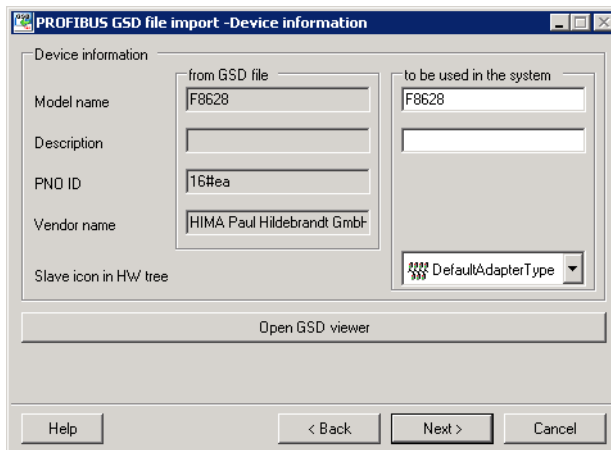 PROFIBUS GSD file import -Device information
Device information
from GSD file
to be used in the system
Model name
F8628
F8628
Description
PNO ID
16#ea
Vendor name
HIMA Paul Hildebrandt GmbH
Slave icon in HW tree
DefaultAdapterType
Open GSD viewer
Help
< Back
Next >
Cancel